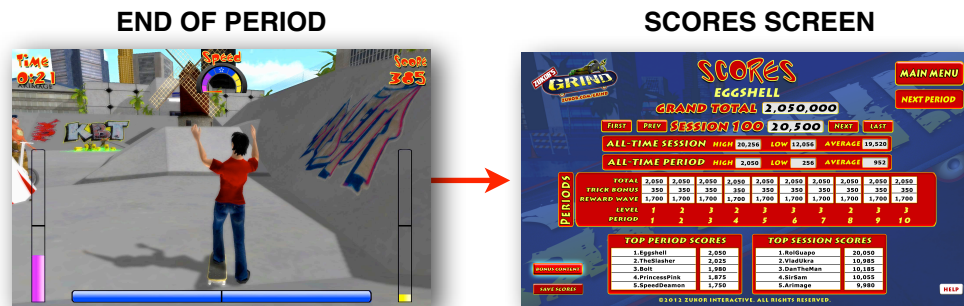 END OF PERIOD
SCORES SCREEN
TIME
0:21
Speed
Score
385
ZUKOR'S
GRIND
ZUKOR.COM/GRIND
SCORES
EGGSHELL
GRAND TOTAL 2,050,000
MAIN MENU
NEXT PERIOD
FIRST PREV SESSION 100 20,500 NEXT LAST
ALL-TIME SESSION HIGH 20,256 LOW 12,056 AVERAGE 19,520
ALL-TIME PERIOD HIGH 2,050 LOW 256 AVERAGE 952
PERIODS
TOTAL 2,050 2,050 2,050 2,050 2,050 2,050 2,050 2,050 2,050 2,050
TRICK BONUS 350 350 350 350 350 350 350 350 350 350
REWARD WAVE 1,700 1,700 1,700 1,700 1,700 1,700 1,700 1,700 1,700 1,700
LEVEL 1 2 3 2 3 3 3 2 3 3
PERIOD 1 2 3 4 5 6 7 8 9 10
TOP PERIOD SCORES
1.Eggshell 2,050
2.TheSlasher 2,025
3.Bolt 1,980
4.PrincessPink 1,875
5.SpeedDeamon 1,750
TOP SESSION SCORES
1.RolGuapo 20,050
2.VladUkra 10,985
3.DanTheMan 10,185
4.SirSam 10,055
5.Arimage 9,980
BONUS CONTENT
SAVE SCORES
HELP
©2012 ZUKOR INTERACTIVE. ALL RIGHTS RESERVED.